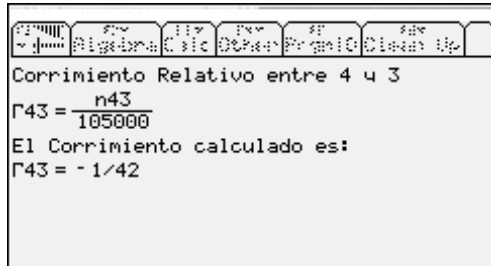 Algebra Calc Other PrgmIO Clean Up
Corrimiento Relativo entre 4 y 3
Γ43 = n43/105000
El Corrimiento calculado es:
Γ43 = -1/42